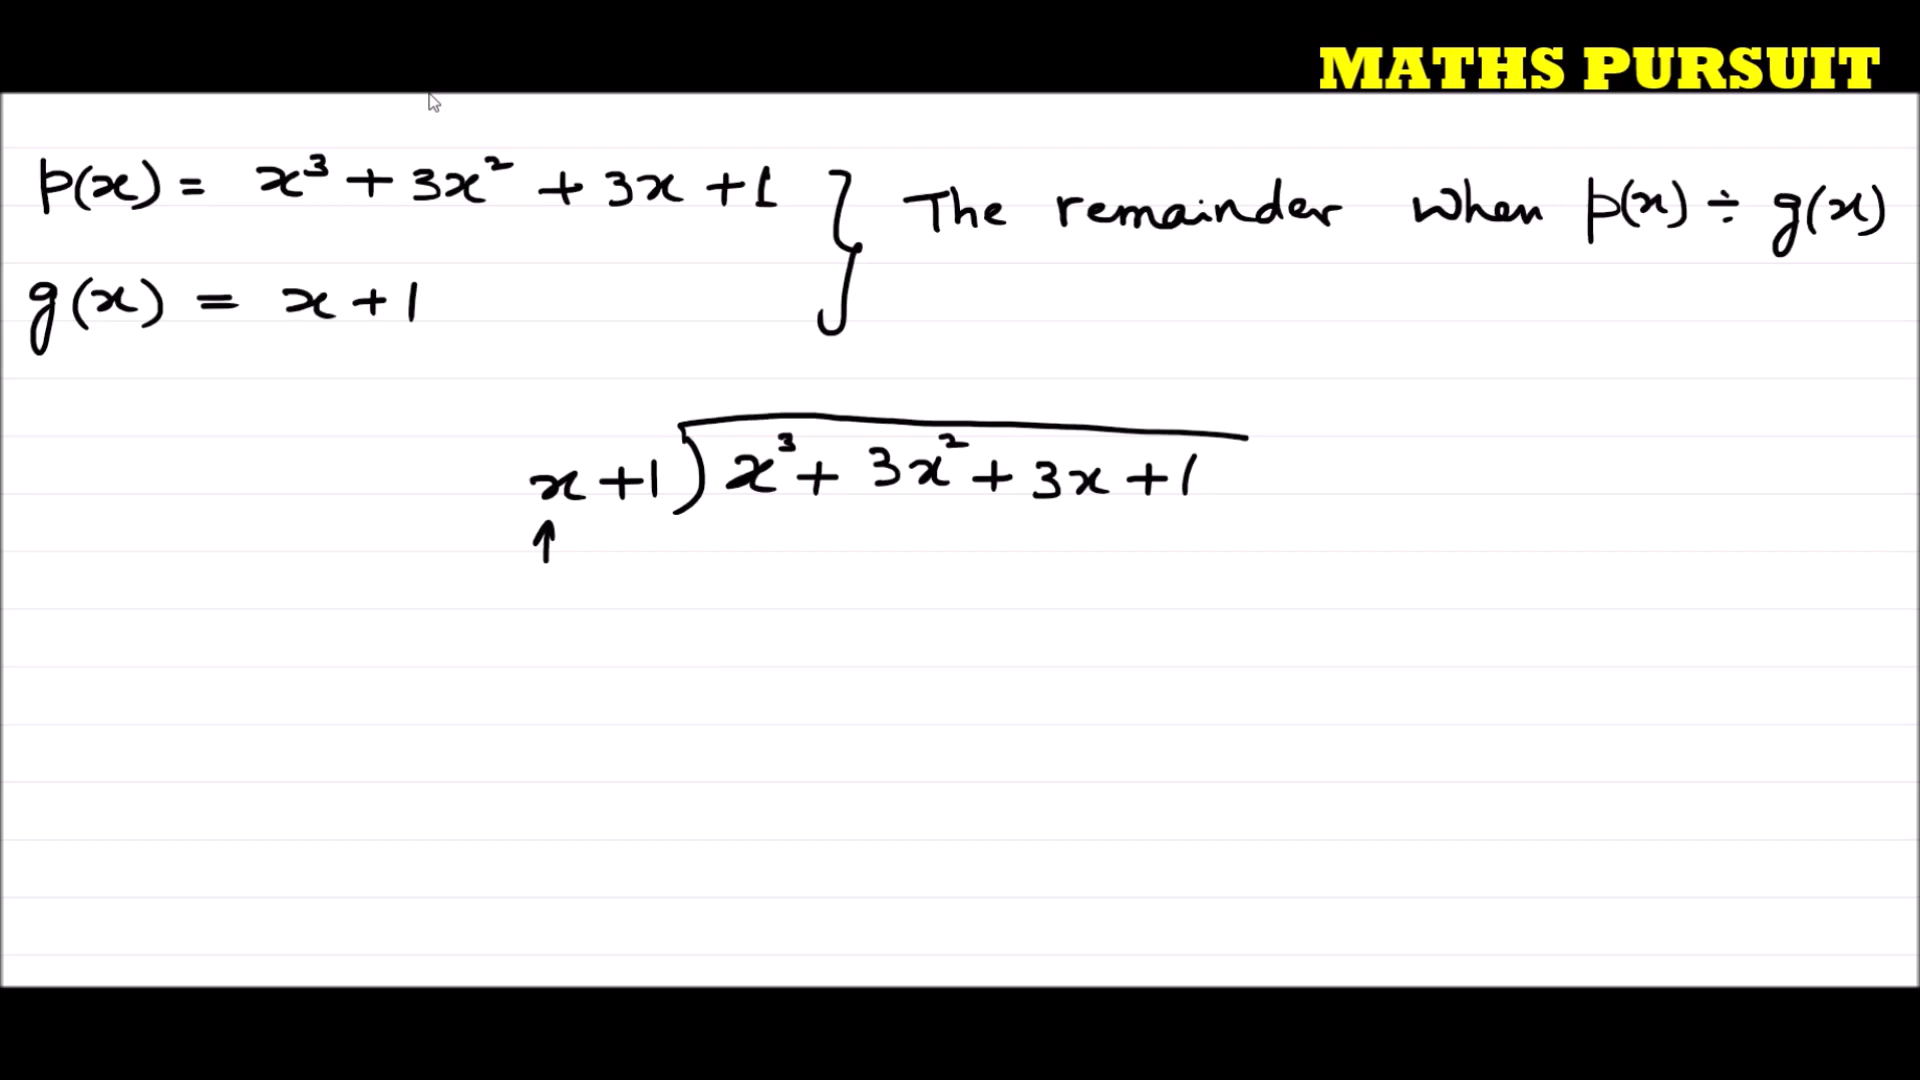 MATHS PURSUIT
p(x) = x³ + 3x² + 3x + 1 } The remainder when p(x) ÷ g(x)
g(x) = x + 1
x + 1 ) x³ + 3x² + 3x + 1
↑